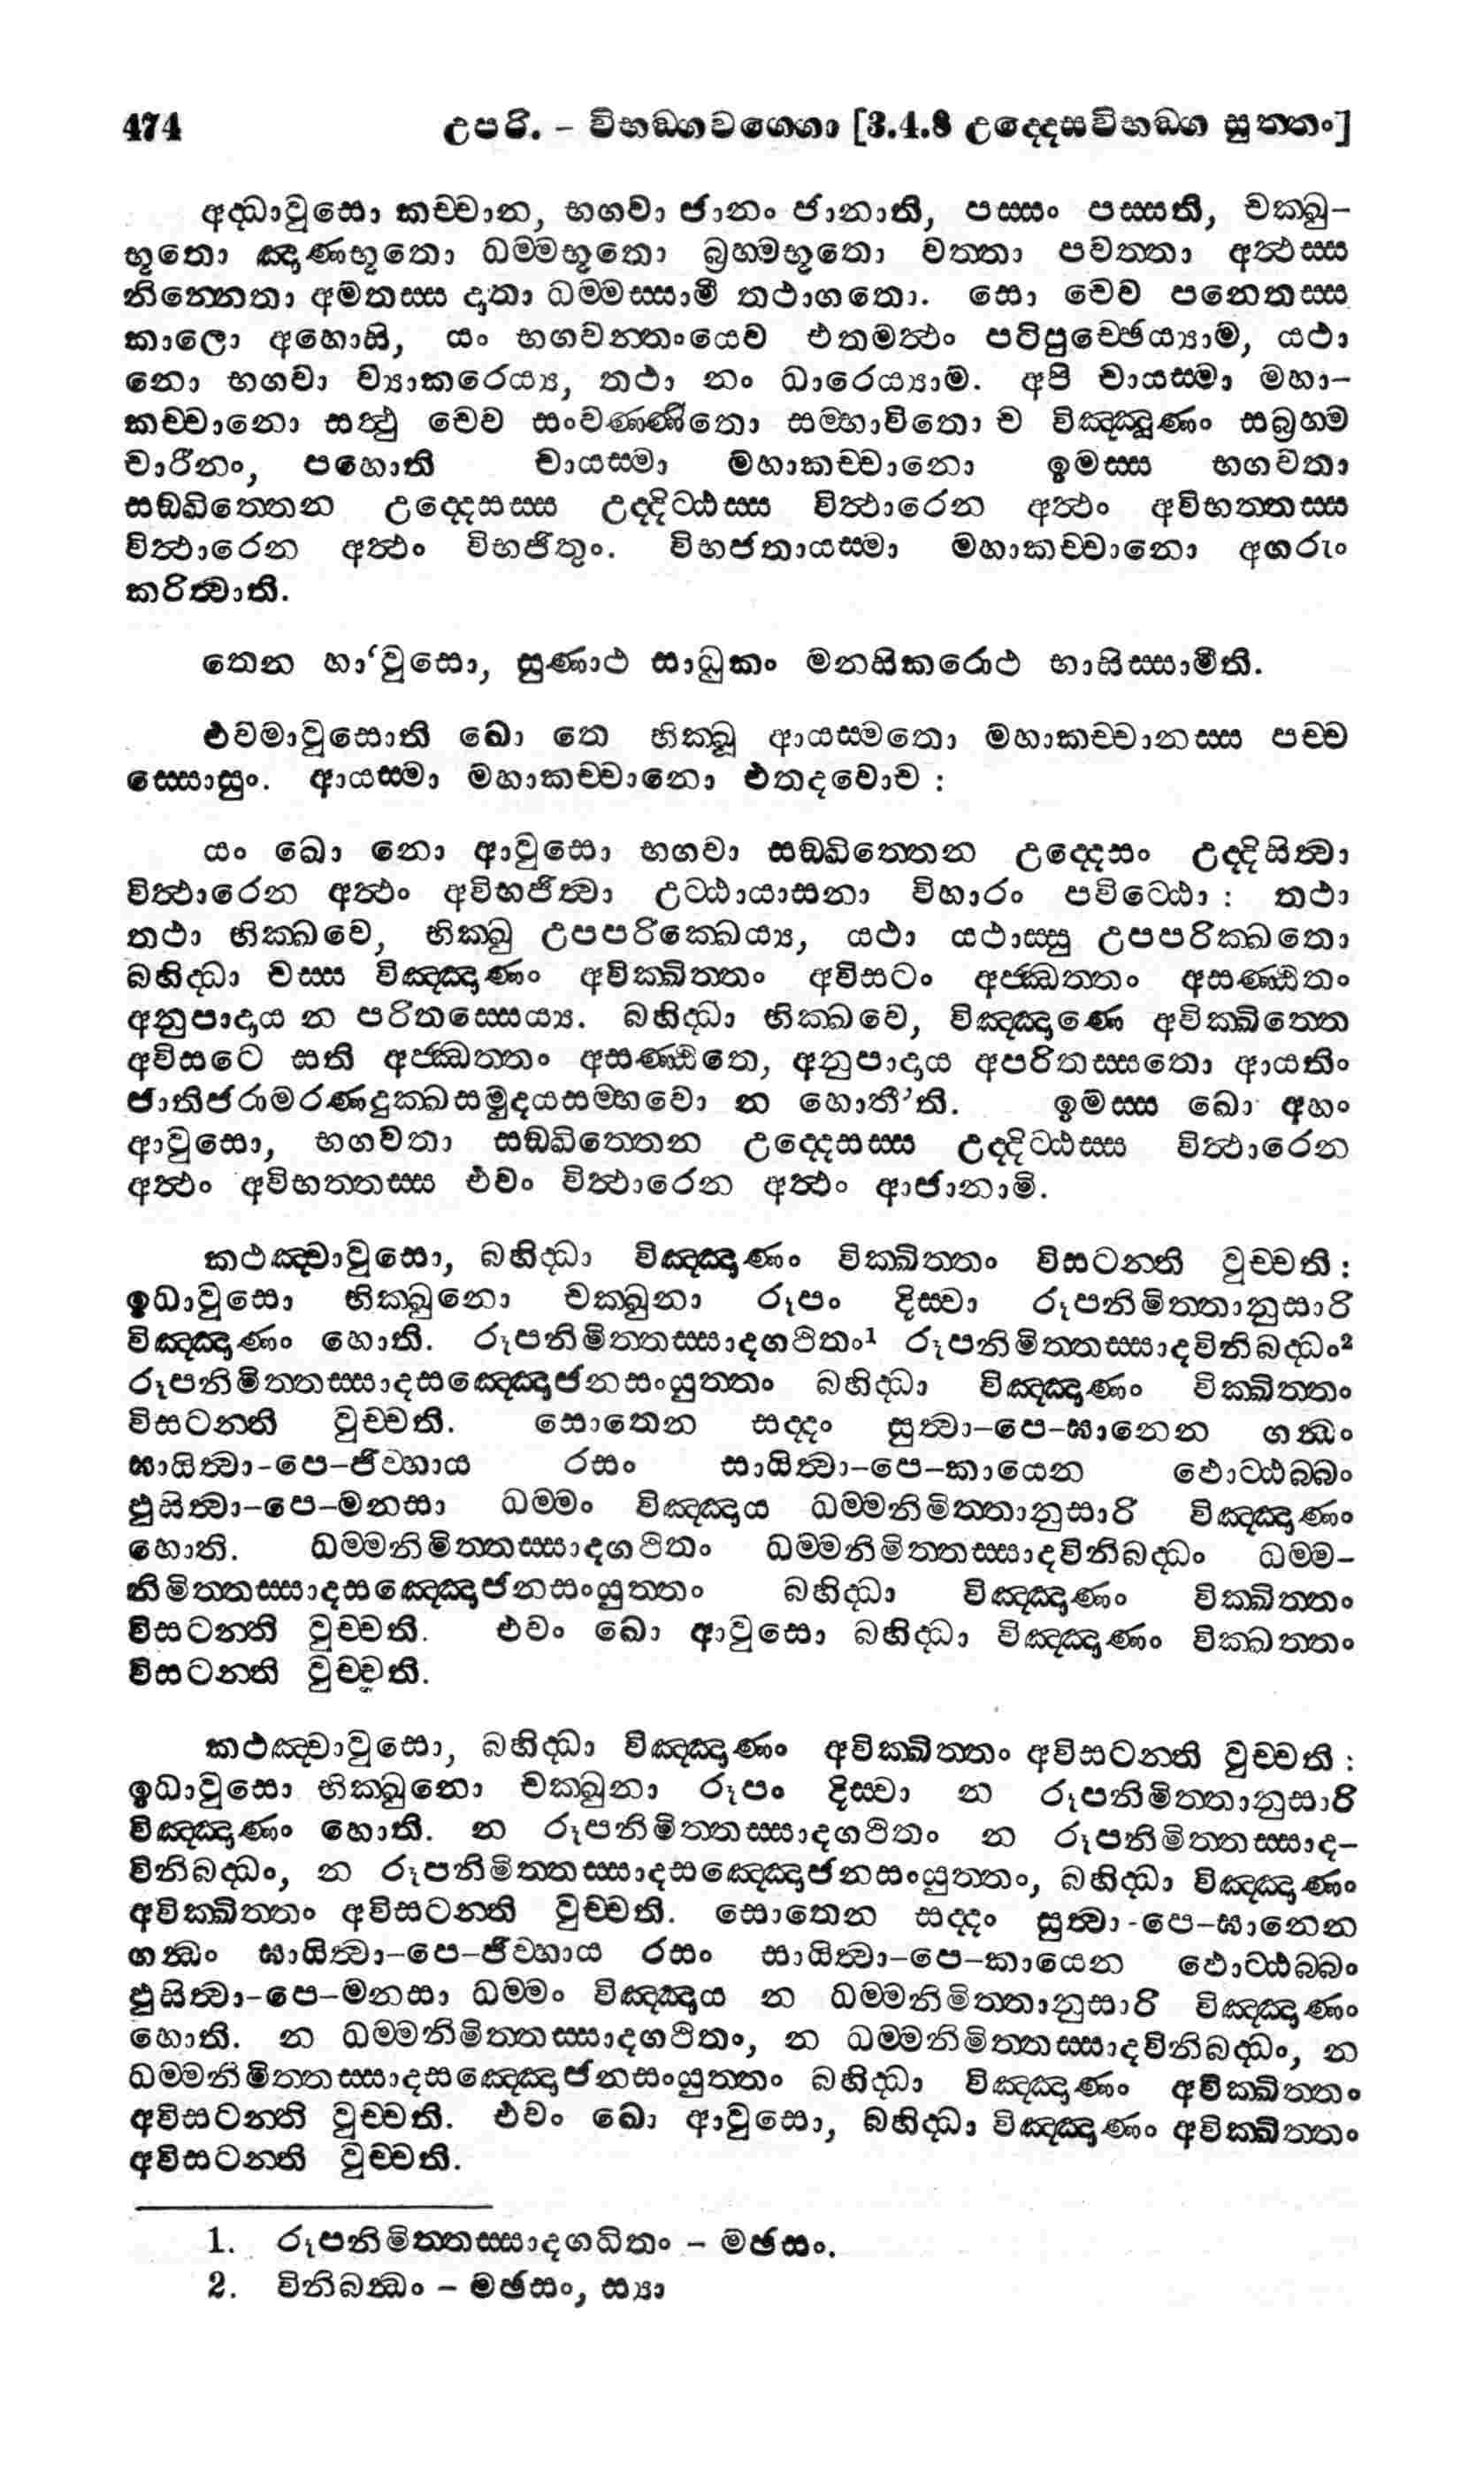 474 උපරි. – විභඞ්ගවග්ගො [3.4.8 උද්දෙසවිභඞ්ග සුත්තං]
අද්ධාවුසො කච්චාන, භගවා ජානං ජානාති, පස්සං පස්සති, චක්ඛු–
භූතො ඤාණභූතො ධම්මභූතො බ්‍රහ්මභූතො වත්තා පවත්තා අත්ථස්ස
නින්නෙතා අමතස්ස දාතා ධම්මස්සාමී තථාගතො. සො චෙව පනෙතස්ස
කාලො අහොසි, යං භගවන්තංයෙව එතමත්ථං පටිපුච්ඡෙය්‍යාම, යථා
නො භගවා ව්‍යාකරෙය්‍ය, තථා නං ධාරෙය්‍යාම. අපි චායස්මා මහා–
කච්චානො සත්ථු චෙව සංවණ්ණිතො සම්භාවිතො ච විඤ්ඤූණං සබ්‍රහ්ම
චාරීනං, පහොති චායස්මා මහාකච්චානො ඉමස්ස භගවතා
සඞ්ඛිත්තෙන උද්දෙසස්ස උද්දිට්ඨස්ස විත්ථාරෙන අත්ථං අවිභත්තස්ස
විත්ථාරෙන අත්ථං විභජිතුං. විභජතායස්මා මහාකච්චානො අගරුං
කරිත්වාති.
තෙන හා‘වුසො, සුණාථ සාධුකං මනසිකරොථ භාසිස්සාමීති.
එවමාවුසොති ඛො තෙ භික්ඛූ ආයස්මතො මහාකච්චානස්ස පච්ච
ස්සොසුං. ආයස්මා මහාකච්චානො එතදවොච :
යං ඛො නො ආවුසො භගවා සඞ්ඛිත්තෙන උද්දෙසං උද්දිසිත්වා
විත්ථාරෙන අත්ථං අවිභජිත්වා උට්ඨායාසනා විහාරං පවිට්ඨො : තථා
තථා භික්ඛවෙ, භික්ඛු උපපරික්ඛෙය්‍ය, යථා යථාස්සු උපපරික්ඛතො
බහිද්ධා චස්ස විඤ්ඤාණං අවික්ඛිත්තං අවිසටං අජ්ඣත්තං අසණ්ඨිතං
අනුපාදාය න පරිතස්සෙය්‍ය. බහිද්ධා භික්ඛවෙ, විඤ්ඤාණෙ අවික්ඛිත්තෙ
අවිසටෙ සති අජ්ඣත්තං අසණ්ඨිතෙ, අනුපාදාය අපරිතස්සතො ආයතිං
ජාතිජරාමරණදුක්ඛසමුදයසම්භවො න හොතී’ති. ඉමස්ස ඛො අහං
ආවුසො, භගවතා සඞ්ඛිත්තෙන උද්දෙසස්ස උද්දිට්ඨස්ස විත්ථාරෙන
අත්ථං අවිභත්තස්ස එවං විත්ථාරෙන අත්ථං ආජානාමි.
කථඤ්චාවුසො, බහිද්ධා විඤ්ඤාණං වික්ඛිත්තං විසටන්ති වුච්චති :
ඉධාවුසො භික්ඛුනො චක්ඛුනා රූපං දිස්වා රූපනිමිත්තානුසාරි
විඤ්ඤාණං හොති. රූපනිමිත්තස්සාදගථිතං¹ රූපනිමිත්තස්සාදවිනිබද්ධං²
රූපනිමිත්තස්සාදසඤ්ඤොජනසංයුත්තං බහිද්ධා විඤ්ඤාණං වික්ඛිත්තං
විසටන්ති වුච්චති. සොතෙන සද්දං සුත්වා–පෙ–ඝානෙන ගන්ධං
ඝායිත්වා-පෙ–ජිව්හාය රසං සායිත්වා–පෙ–කායෙන ඵොට්ඨබ්බං
ඵුසිත්වා–පෙ–මනසා ධම්මං විඤ්ඤාය ධම්මනිමිත්තානුසාරි විඤ්ඤාණං
හොති. ධම්මනිමිත්තස්සාදගථිතං ධම්මනිමිත්තස්සාදවිනිබද්ධං ධම්ම–
නිමිත්තස්සාදසඤ්ඤොජනසංයුත්තං බහිද්ධා විඤ්ඤාණං වික්ඛිත්තං
විසටන්ති වුච්චති. එවං ඛො ආවුසො බහිද්ධා විඤ්ඤාණං වික්ඛත්තං
විසටන්ති වුච්චති.
කථඤ්චාවුසො, බහිද්ධා විඤ්ඤාණං අවික්ඛිත්තං අවිසටන්ති වුච්චති :
ඉධාවුසො භික්ඛුනො චක්ඛුනා රූපං දිස්වා න රූපනිමිත්තානුසාරි
විඤ්ඤාණං හොති. න රූපනිමිත්තස්සාදගථිතං න රූපනිමිත්තස්සාද–
විනිබද්ධං, න රූපනිමිත්තස්සාදසඤ්ඤොජනසංයුත්තං, බහිද්ධා විඤ්ඤාණං
අවික්ඛිත්තං අවිසටන්ති වුච්චති. සොතෙන සද්දං සුත්වා-පෙ–ඝානෙන
ගන්ධං ඝායිත්වා–පෙ–ජිව්හාය රසං සායිත්වා–පෙ–කායෙන ඵොට්ඨබ්බං
ඵුසිත්වා–පෙ–මනසා ධම්මං විඤ්ඤාය න ධම්මනිමිත්තානුසාරි විඤ්ඤාණං
හොති. න ධම්මනිමිත්තස්සාදගථිතං, න ධම්මනිමිත්තස්සාදවිනිබද්ධං, න
ධම්මනිමිත්තස්සාදසඤ්ඤොජනසංයුත්තං බහිද්ධා විඤ්ඤාණං අවික්ඛිත්තං
අවිසටන්ති වුච්චති. එවං ඛො ආවුසො, බහිද්ධා විඤ්ඤාණං අවික්ඛිත්තං
අවිසටන්ති වුච්චති.
1. රූපනිමිත්තස්සාදගධිතං – මඡසං.
2. විනිබන්ධං – මඡසං, ස්‍යා